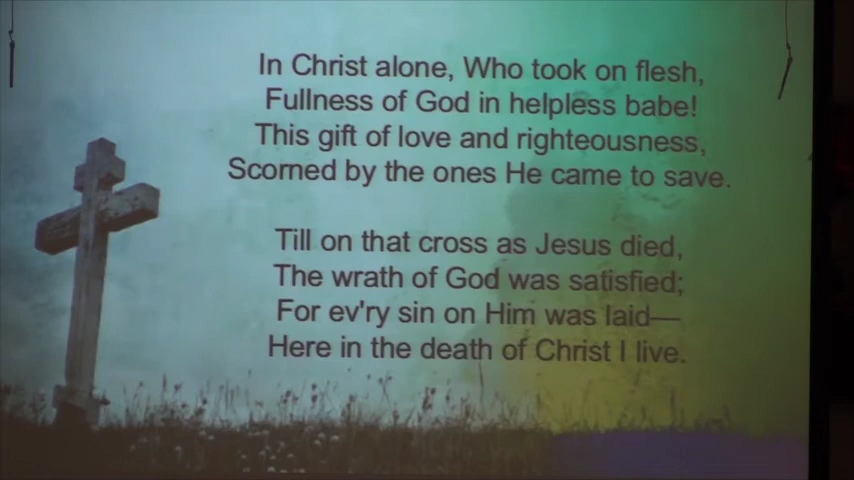 In Christ alone, Who took on flesh,
Fullness of God in helpless babe!
This gift of love and righteousness,
Scorned by the ones He came to save.
Till on that cross as Jesus died,
The wrath of God was satisfied;
For ev'ry sin on Him was laid—
Here in the death of Christ I live.